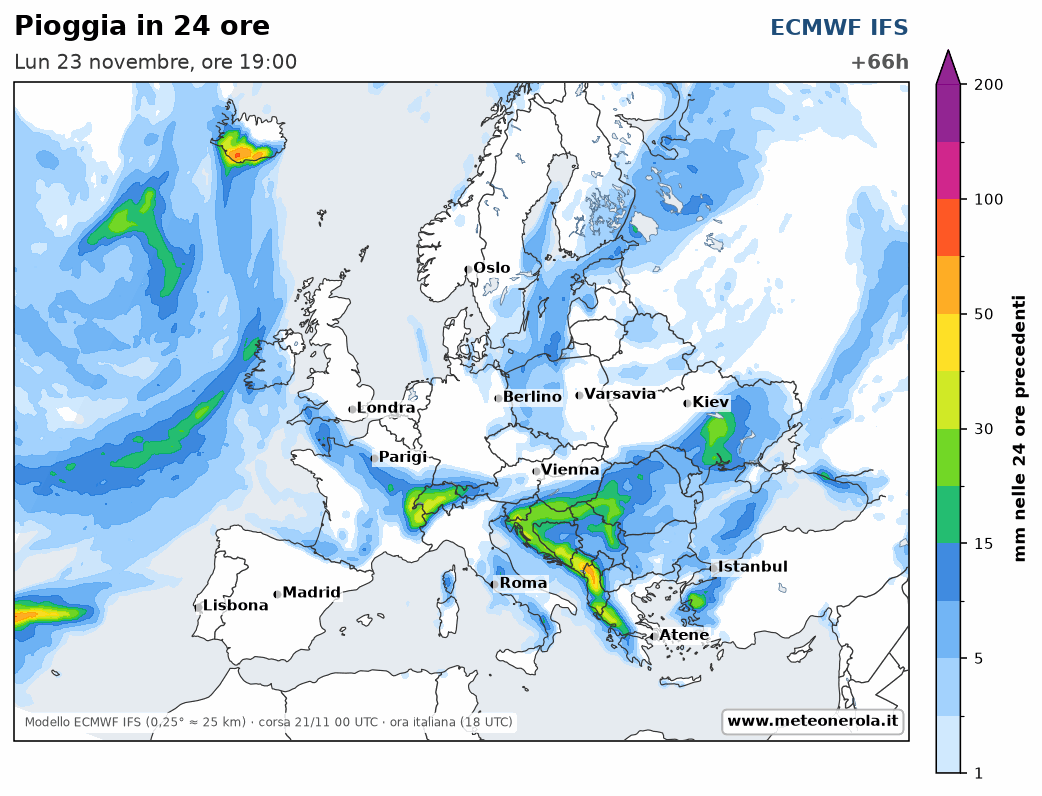 Pioggia in 24 ore
ECMWF IFS
Lun 23 novembre, ore 19:00
+66h
200
100
50
30
15
5
1
mm nelle 24 ore precedenti
Oslo
Berlino
Varsavia
Kiev
Londra
Parigi
Vienna
Istanbul
Roma
Madrid
Lisbona
Atene
Modello ECMWF IFS (0,25° ≈ 25 km) · corsa 21/11 00 UTC · ora italiana (18 UTC)
www.meteonerola.it